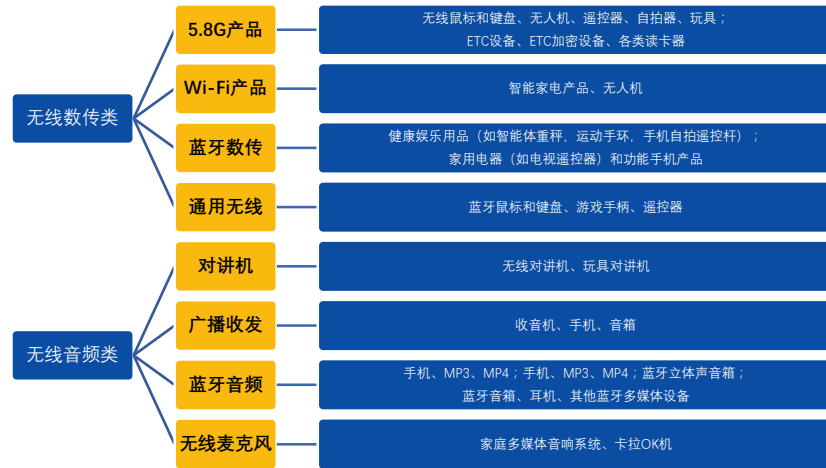 无线数传类
5.8G产品
无线鼠标和键盘、无人机、遥控器、自拍器、玩具；
ETC设备、ETC加密设备、各类读卡器
Wi-Fi产品
智能家电产品、无人机
蓝牙数传
健康娱乐用品（如智能体重秤，运动手环，手机自拍遥控杆）；
家用电器（如电视遥控器）和功能手机产品
通用无线
蓝牙鼠标和键盘、游戏手柄、遥控器
无线音频类
对讲机
无线对讲机、玩具对讲机
广播收发
收音机、手机、音箱
蓝牙音频
手机、MP3、MP4；手机、MP3、MP4；蓝牙立体声音箱；
蓝牙音箱、耳机、其他蓝牙多媒体设备
无线麦克风
家庭多媒体音响系统、卡拉OK机